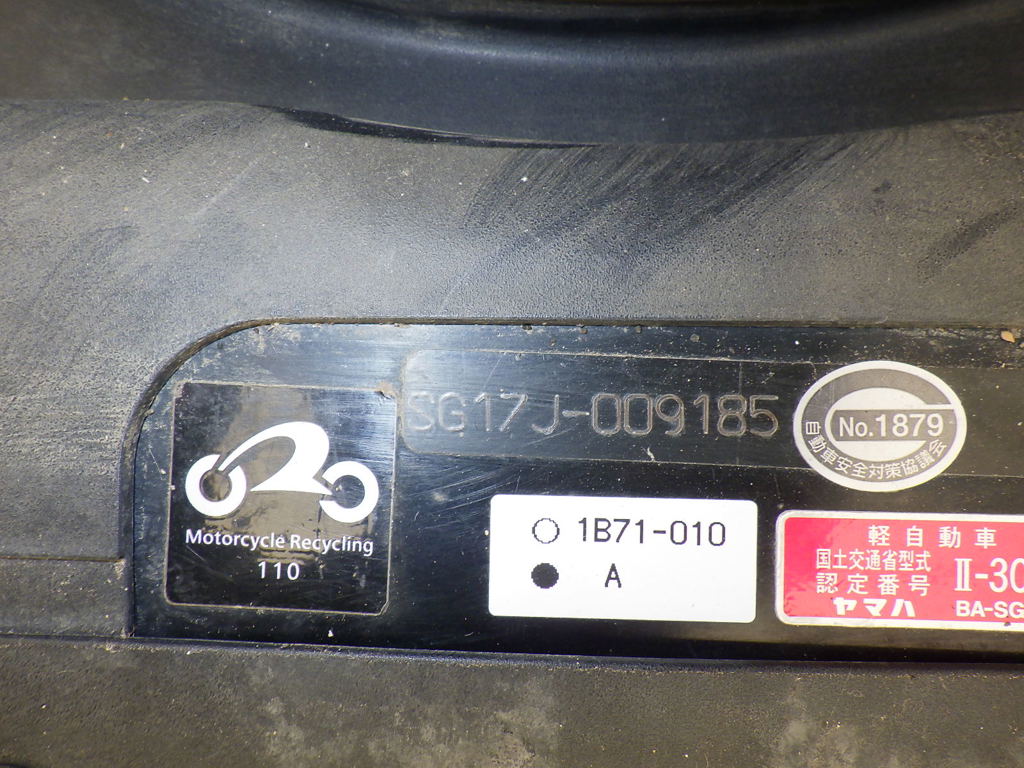 SG17J-009185
No.1879
自動車安全対策協議会
Motorcycle Recycling
110
1B71-010
A
軽自動車
国土交通省型式
認定番号 Ⅱ-30
ヤマハ BA-SG